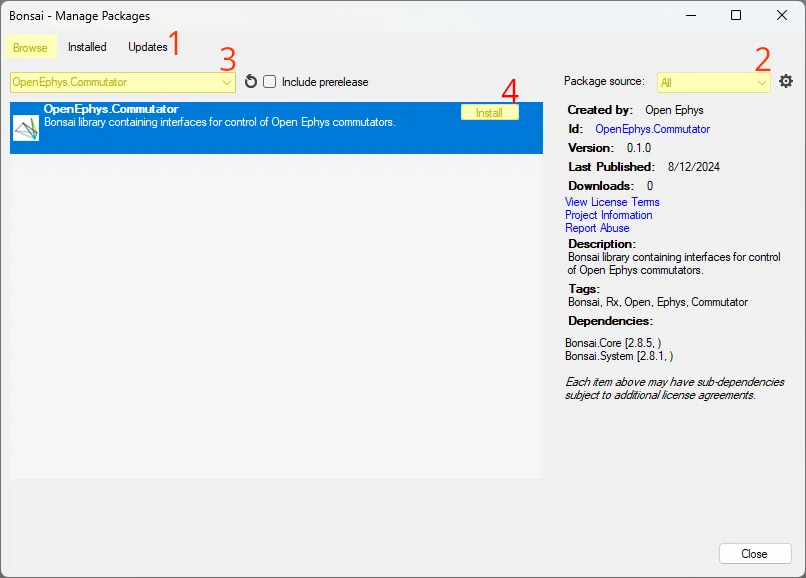 Bonsai - Manage Packages
Browse Installed Updates 1
3
2
OpenEphys.Commutator Include prerelease
Package source: All
4
OpenEphys.Commutator
Install
Bonsai library containing interfaces for control of Open Ephys commutators.
Created by: Open Ephys
Id: OpenEphys.Commutator
Version: 0.1.0
Last Published: 8/12/2024
Downloads: 0
View License Terms
Project Information
Report Abuse
Description:
Bonsai library containing interfaces for control
of Open Ephys commutators.
Tags:
Bonsai, Rx, Open, Ephys, Commutator
Dependencies:
Bonsai.Core [2.8.5, )
Bonsai.System [2.8.1, )
Each item above may have sub-dependencies
subject to additional license agreements.
Close